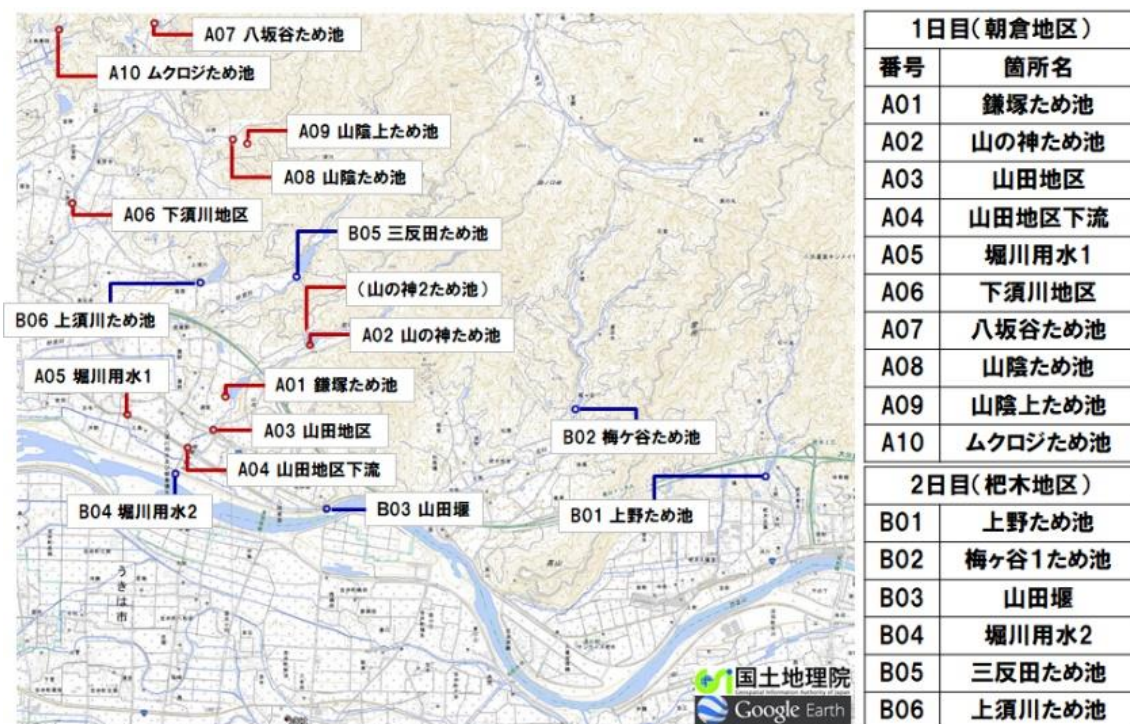 A07 八坂谷ため池
A10 ムクロジため池
A09 山陰上ため池
A08 山陰ため池
A06 下須川地区
B05 三反田ため池
(山の神2ため池)
B06 上須川ため池
A02 山の神ため池
A05 堀川用水1
A01 鎌塚ため池
A03 山田地区
B02 梅ケ谷ため池
A04 山田地区下流
B04 堀川用水2
B03 山田堰
B01 上野ため池
うきは市
国土地理院
Geospatial Information Authority of Japan
Google Earth
1日目(朝倉地区)
番号 箇所名
A01 鎌塚ため池
A02 山の神ため池
A03 山田地区
A04 山田地区下流
A05 堀川用水1
A06 下須川地区
A07 八坂谷ため池
A08 山陰ため池
A09 山陰上ため池
A10 ムクロジため池
2日目(杷木地区)
B01 上野ため池
B02 梅ヶ谷1ため池
B03 山田堰
B04 堀川用水2
B05 三反田ため池
B06 上須川ため池